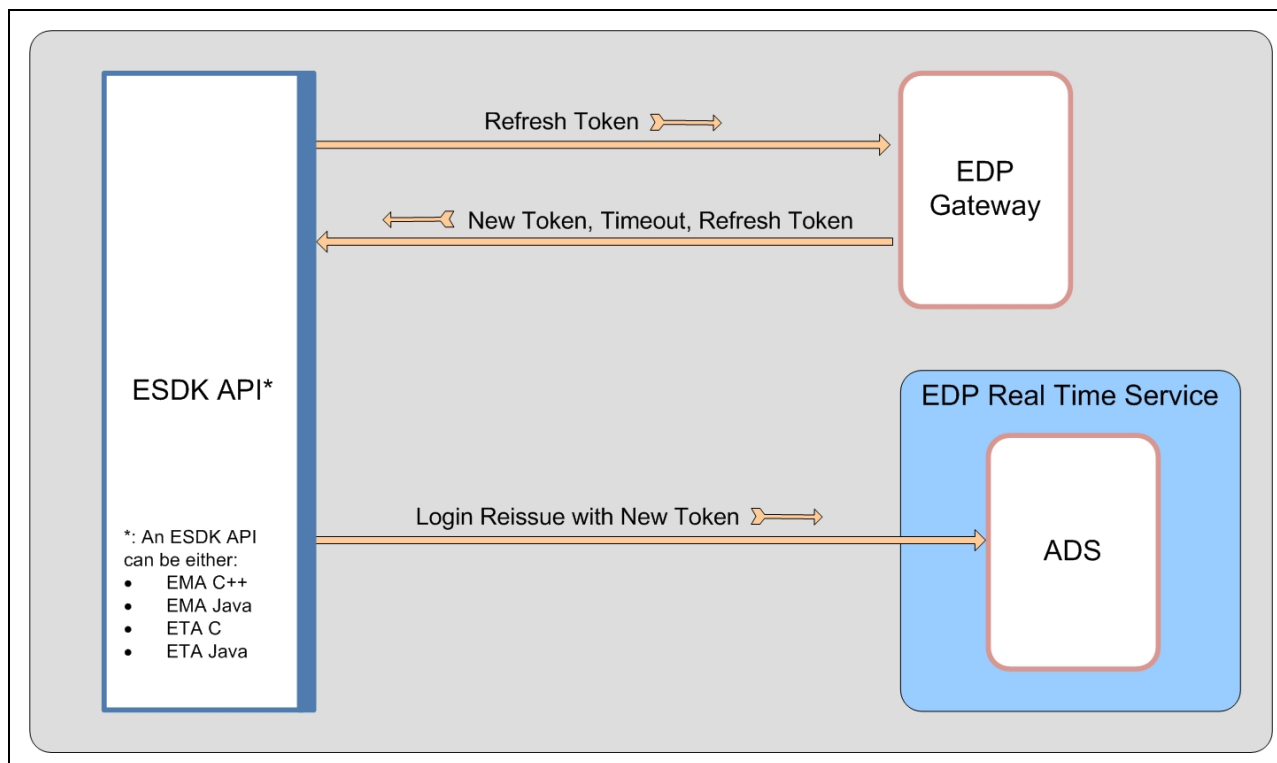 Refresh Token
EDP
Gateway
New Token, Timeout, Refresh Token
ESDK API*
EDP Real Time Service
Login Reissue with New Token
ADS
*: An ESDK API
can be either:
• EMA C++
• EMA Java
• ETA C
• ETA Java